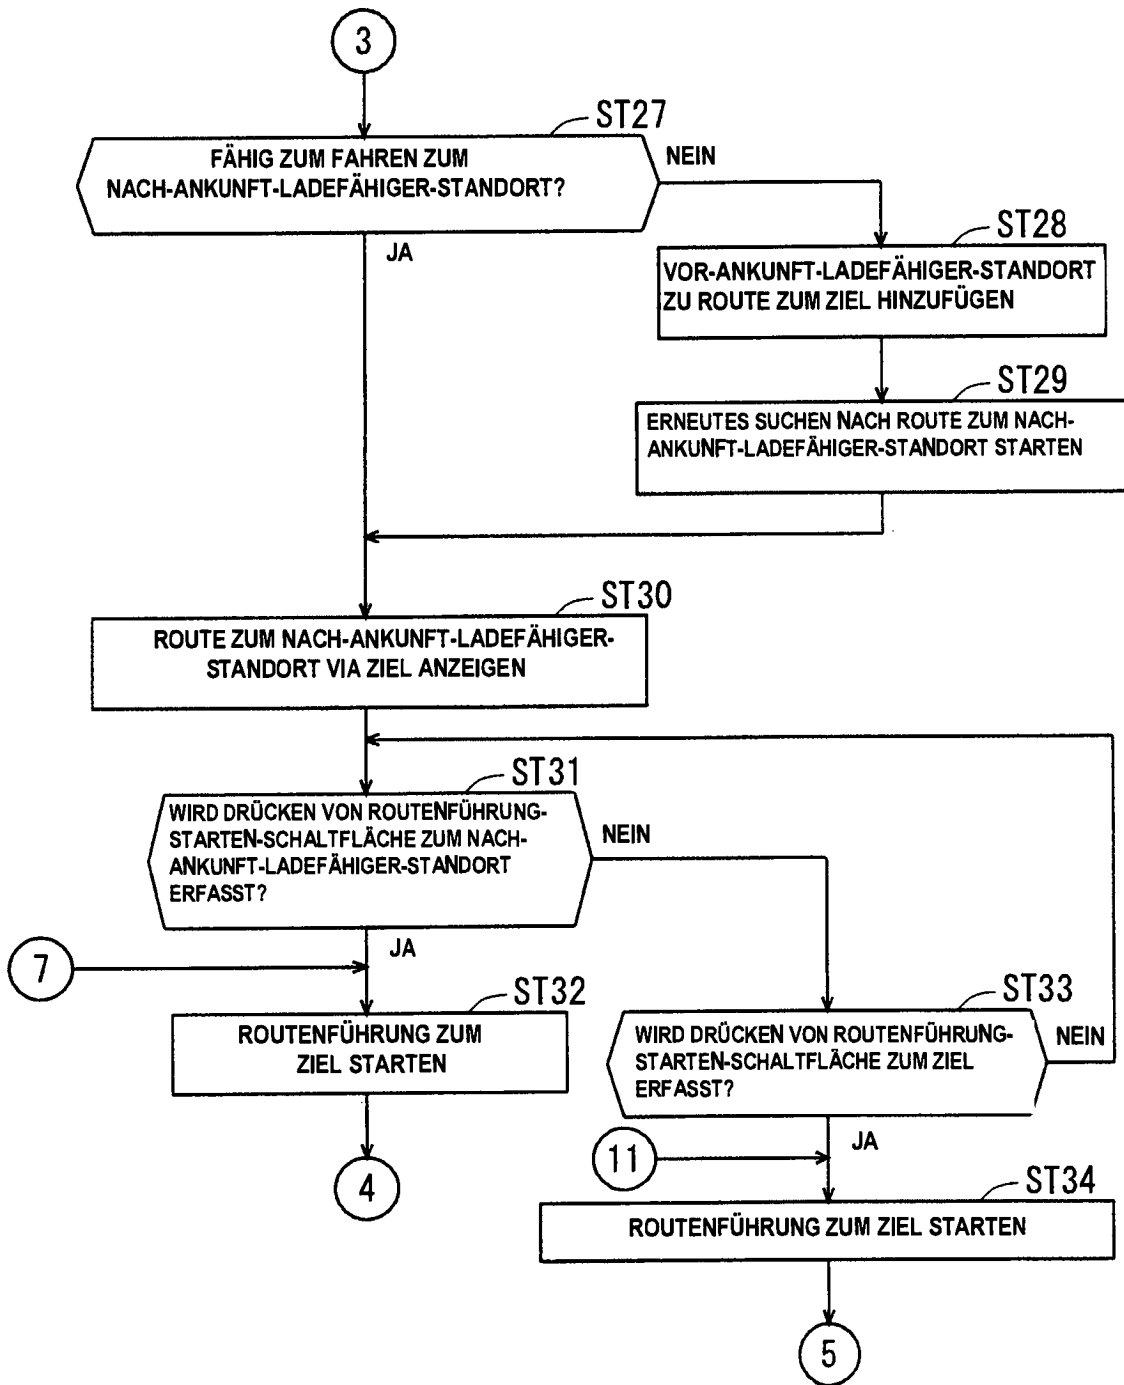 3
ST27
FÄHIG ZUM FAHREN ZUM
NACH-ANKUNFT-LADEFÄHIGER-STANDORT?
NEIN
JA
ST28
VOR-ANKUNFT-LADEFÄHIGER-STANDORT
ZU ROUTE ZUM ZIEL HINZUFÜGEN
ST29
ERNEUTES SUCHEN NACH ROUTE ZUM NACH-
ANKUNFT-LADEFÄHIGER-STANDORT STARTEN
ST30
ROUTE ZUM NACH-ANKUNFT-LADEFÄHIGER-
STANDORT VIA ZIEL ANZEIGEN
ST31
WIRD DRÜCKEN VON ROUTENFÜHRUNG-
STARTEN-SCHALTFLÄCHE ZUM NACH-
ANKUNFT-LADEFÄHIGER-STANDORT
ERFASST?
NEIN
JA
7
ST32
ROUTENFÜHRUNG ZUM
ZIEL STARTEN
4
ST33
WIRD DRÜCKEN VON ROUTENFÜHRUNG-
STARTEN-SCHALTFLÄCHE ZUM ZIEL
ERFASST?
NEIN
JA
11
ST34
ROUTENFÜHRUNG ZUM ZIEL STARTEN
5